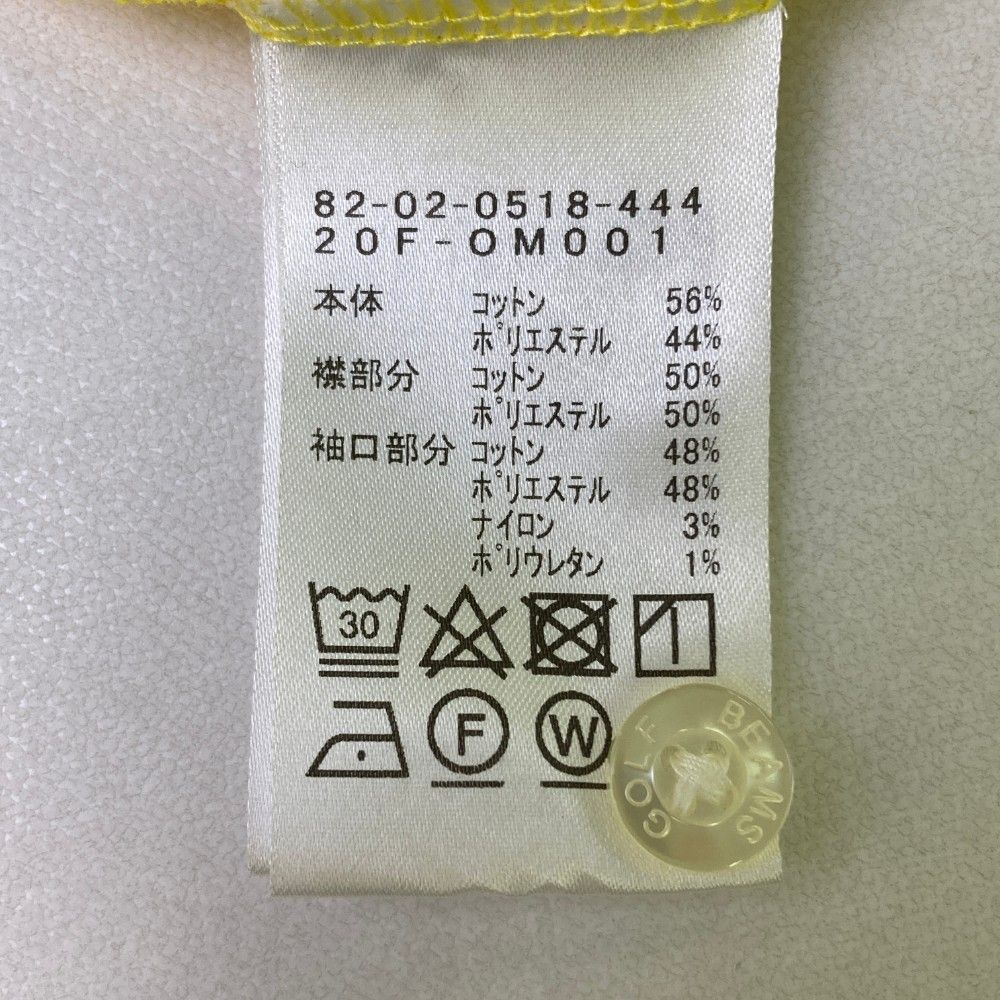 82-02-0518-444
20F-OM001
本体 コットン 56%
ポリエステル 44%
襟部分 コットン 50%
ポリエステル 50%
袖口部分 コットン 48%
ポリエステル 48%
ナイロン 3%
ポリウレタン 1%
30
F W
BEAMS GOLF